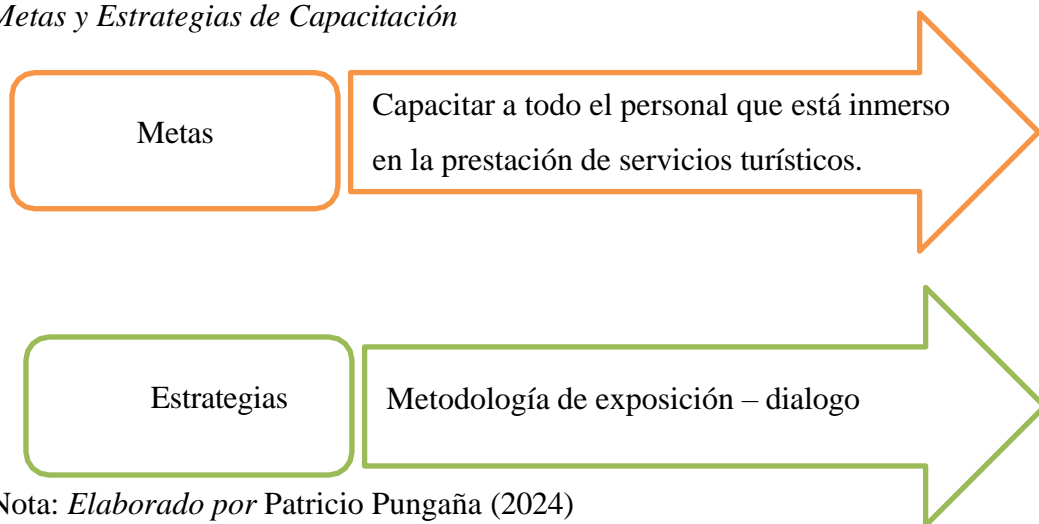 Metas y Estrategias de Capacitación
Metas
Capacitar a todo el personal que está inmerso
en la prestación de servicios turísticos.
Estrategias
Metodología de exposición – dialogo
Nota: Elaborado por Patricio Pungaña (2024)